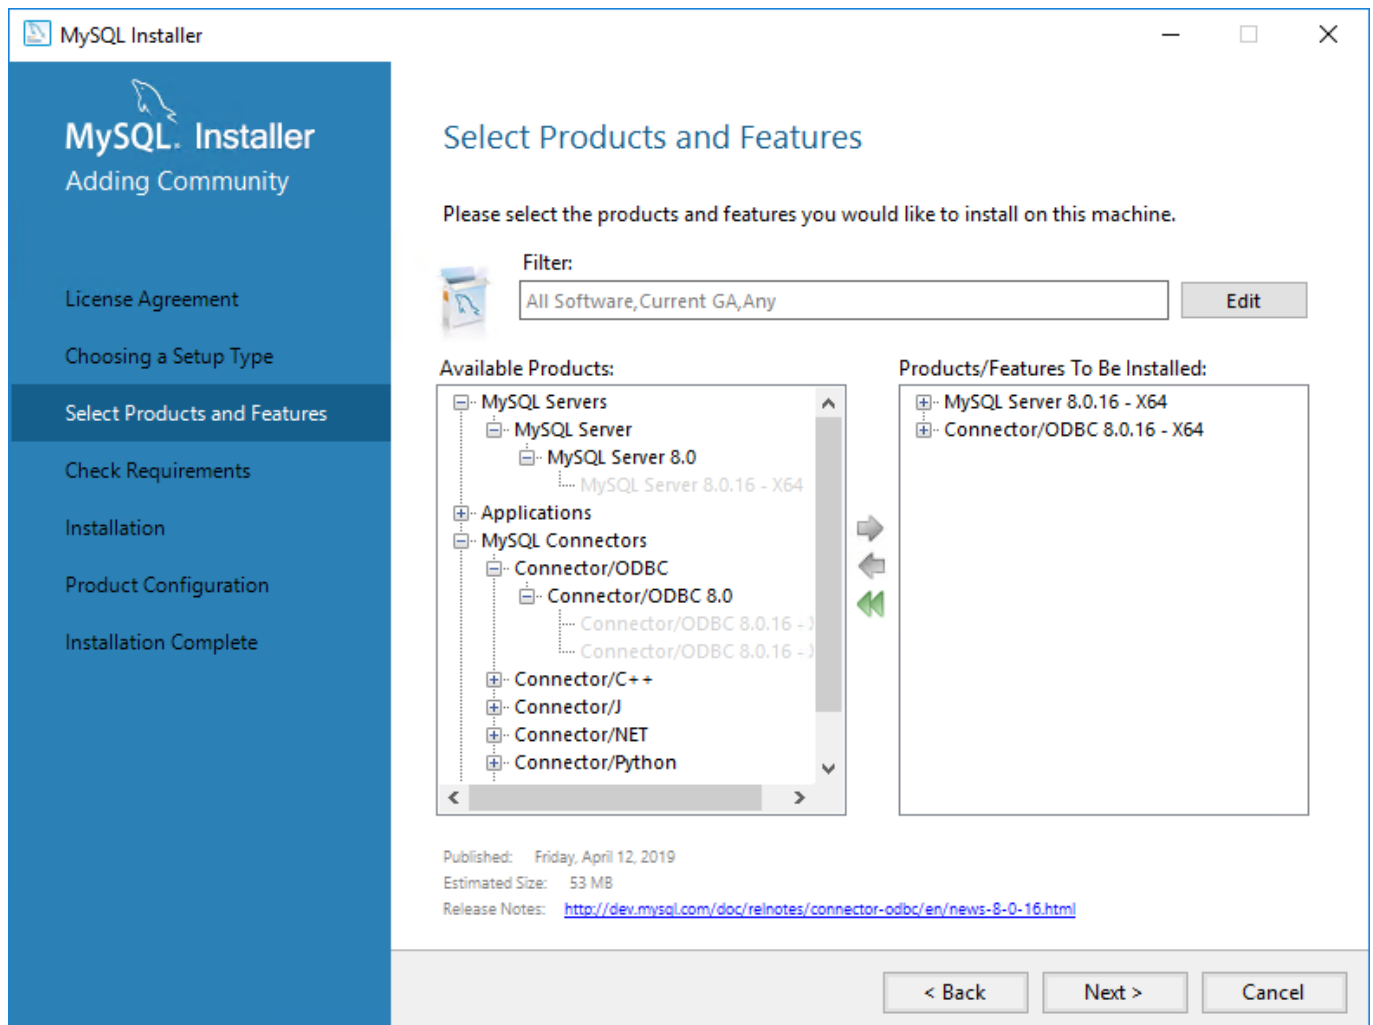 MySQL Installer
MySQL. Installer
Adding Community
License Agreement
Choosing a Setup Type
Select Products and Features
Check Requirements
Installation
Product Configuration
Installation Complete
Select Products and Features
Please select the products and features you would like to install on this machine.
Filter:
All Software,Current GA,Any
Edit
Available Products:
MySQL Servers
MySQL Server
MySQL Server 8.0
MySQL Server 8.0.16 - X64
Applications
MySQL Connectors
Connector/ODBC
Connector/ODBC 8.0
Connector/ODBC 8.0.16 -
Connector/ODBC 8.0.16 -
Connector/C++
Connector/J
Connector/NET
Connector/Python
Products/Features To Be Installed:
MySQL Server 8.0.16 - X64
Connector/ODBC 8.0.16 - X64
Published: Friday, April 12, 2019
Estimated Size: 53 MB
Release Notes: http://dev.mysql.com/doc/relnotes/connector-odbc/en/news-8-0-16.html
< Back
Next >
Cancel